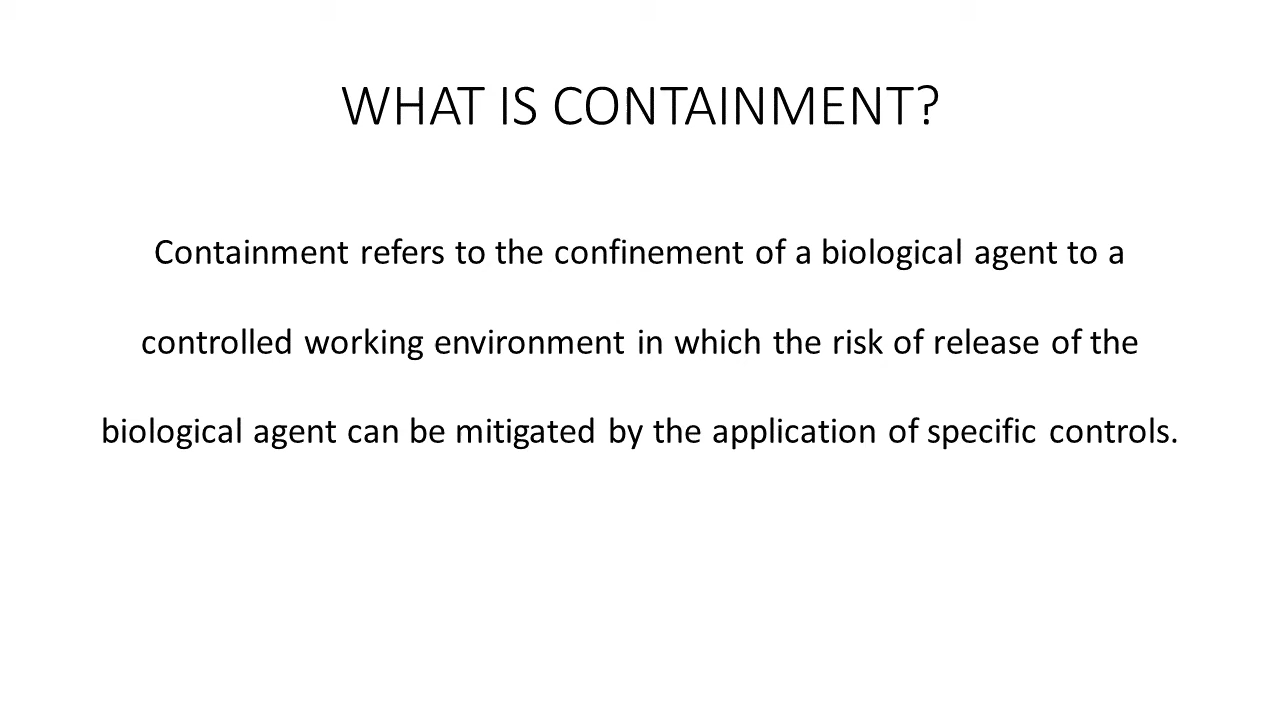 WHAT IS CONTAINMENT?
Containment refers to the confinement of a biological agent to a
controlled working environment in which the risk of release of the
biological agent can be mitigated by the application of specific controls.